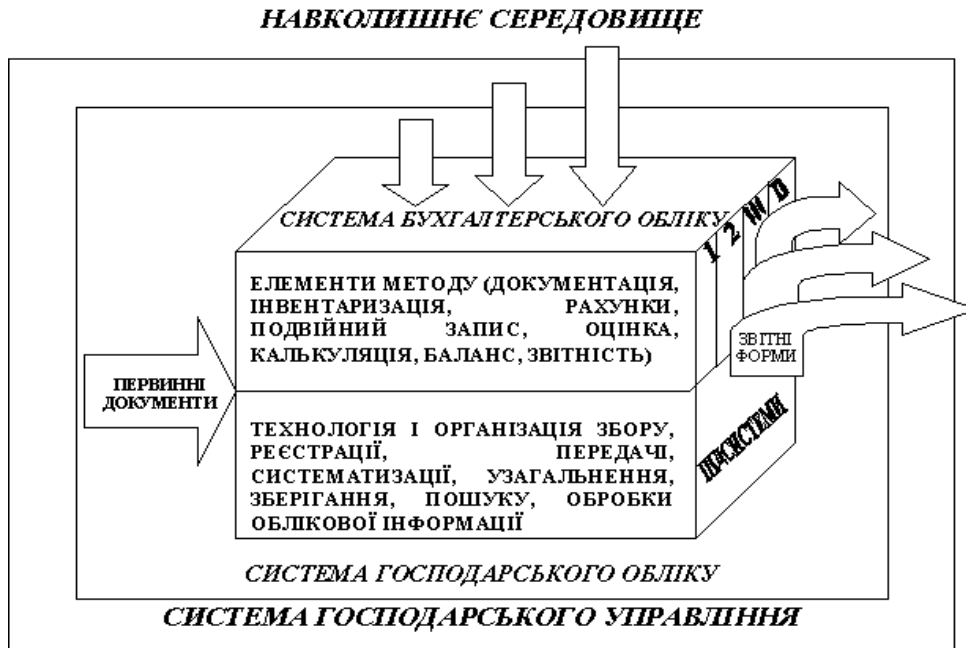 НАВКОЛИШНЄ СЕРЕДОВИЩЕ
СИСТЕМА БУХГАЛТЕРСЬКОГО ОБЛІКУ
1 2
ЕЛЕМЕНТИ МЕТОДУ (ДОКУМЕНТАЦІЯ,
ІНВЕНТАРИЗАЦІЯ, РАХУНКИ,
ПОДВІЙНИЙ ЗАПИС, ОЦІНКА,
КАЛЬКУЛЯЦІЯ, БАЛАНС, ЗВІТНІСТЬ)
ЗВІТНІ
ФОРМИ
ПЕРВИННІ
ДОКУМЕНТИ
ТЕХНОЛОГІЯ І ОРГАНІЗАЦІЯ ЗБОРУ,
РЕЄСТРАЦІЇ, ПЕРЕДАЧІ,
СИСТЕМАТИЗАЦІЇ, УЗАГАЛЬНЕННЯ,
ЗБЕРІГАННЯ, ПОШУКУ, ОБРОБКИ
ОБЛІКОВОЇ ІНФОРМАЦІЇ
ПІДСИСТЕМИ
СИСТЕМА ГОСПОДАРСЬКОГО ОБЛІКУ
СИСТЕМА ГОСПОДАРСЬКОГО УПРАВЛІННЯ